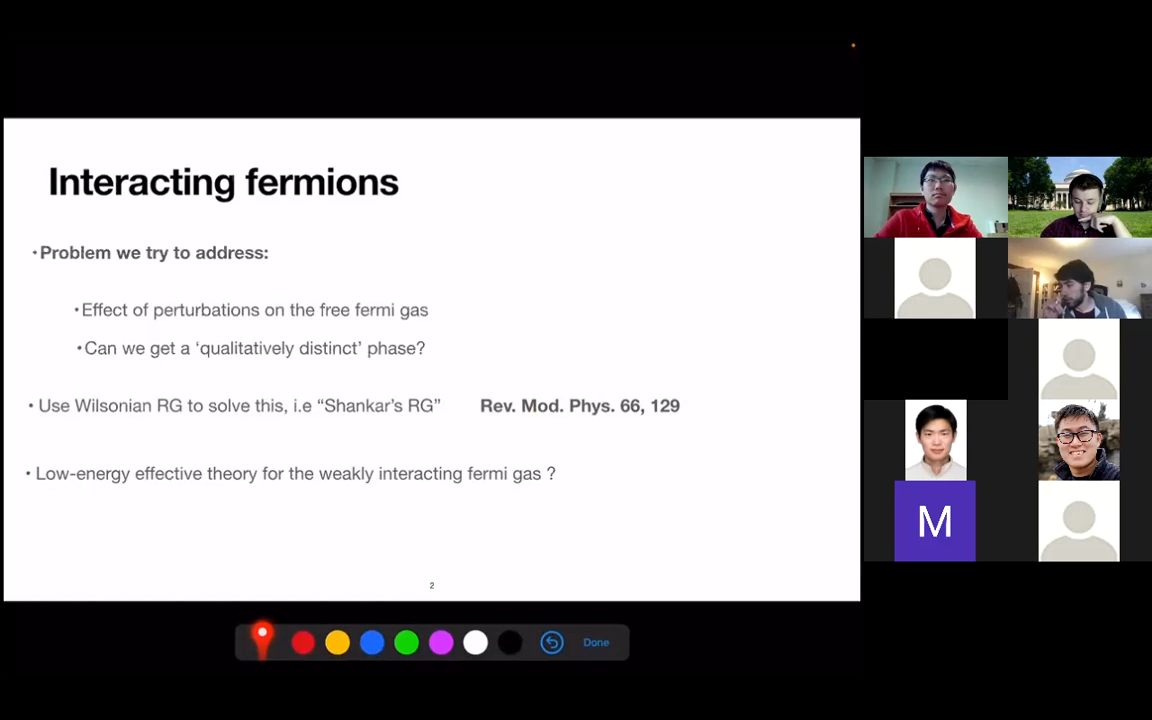 Interacting fermions
•Problem we try to address:
•Effect of perturbations on the free fermi gas
•Can we get a ‘qualitatively distinct’ phase?
• Use Wilsonian RG to solve this, i.e “Shankar’s RG” Rev. Mod. Phys. 66, 129
• Low-energy effective theory for the weakly interacting fermi gas ?
2
M
Done